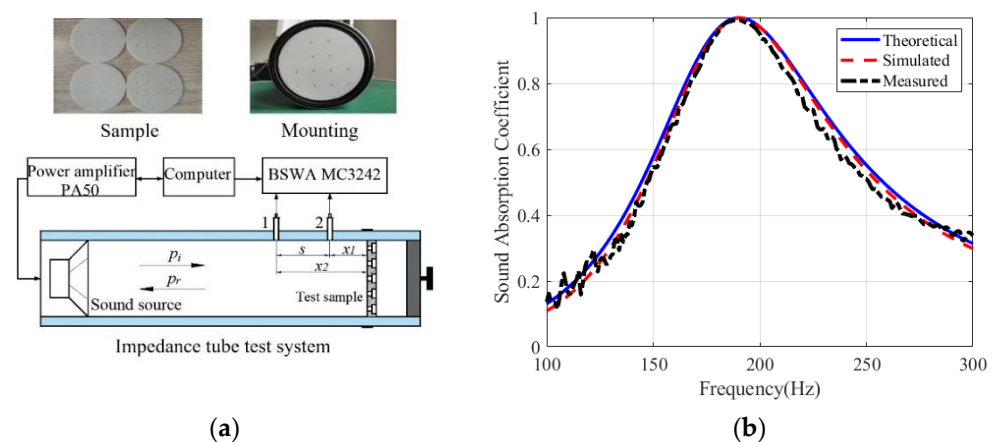 Sample
Mounting
Power amplifier
PA50
Computer
BSWA MC3242
1
2
s
x1
x2
pi
pr
Sound source
Test sample
Impedance tube test system
(a)
Sound Absorption Coefficient
1
0.8
0.6
0.4
0.2
0
100
150
200
250
300
Frequency(Hz)
Theoretical
Simulated
Measured
(b)